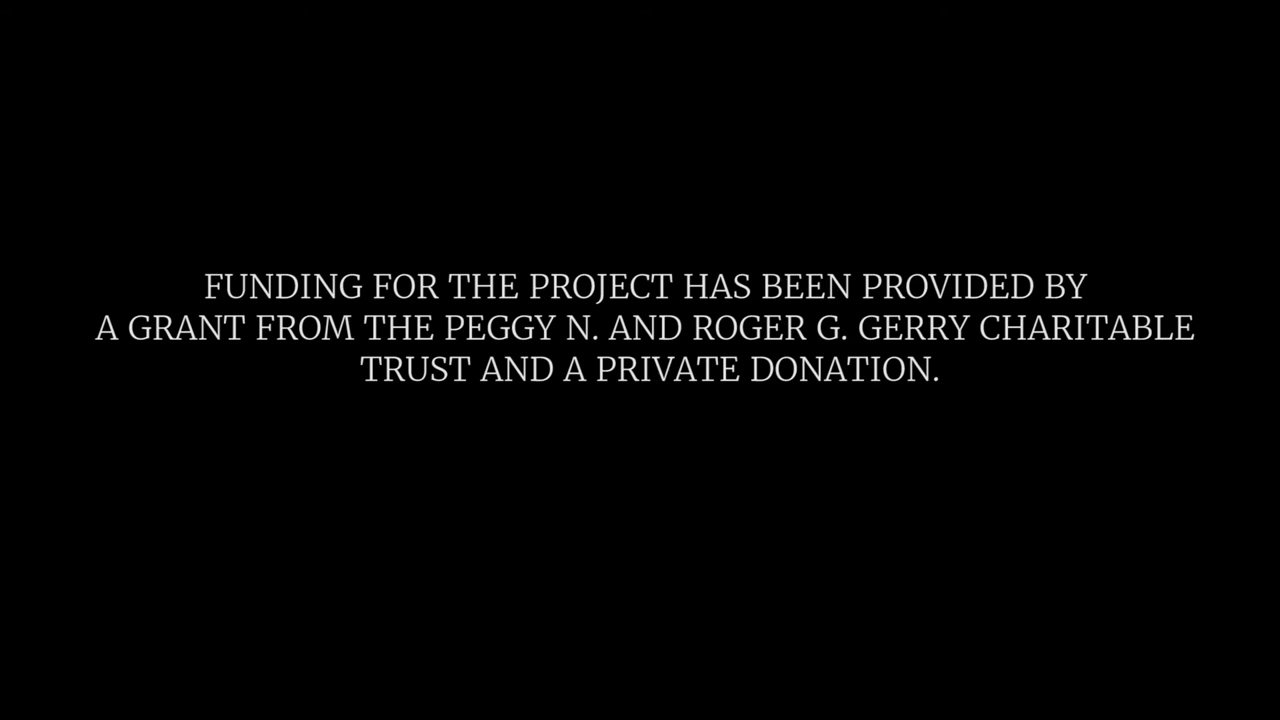 FUNDING FOR THE PROJECT HAS BEEN PROVIDED BY
A GRANT FROM THE PEGGY N. AND ROGER G. GERRY CHARITABLE
TRUST AND A PRIVATE DONATION.